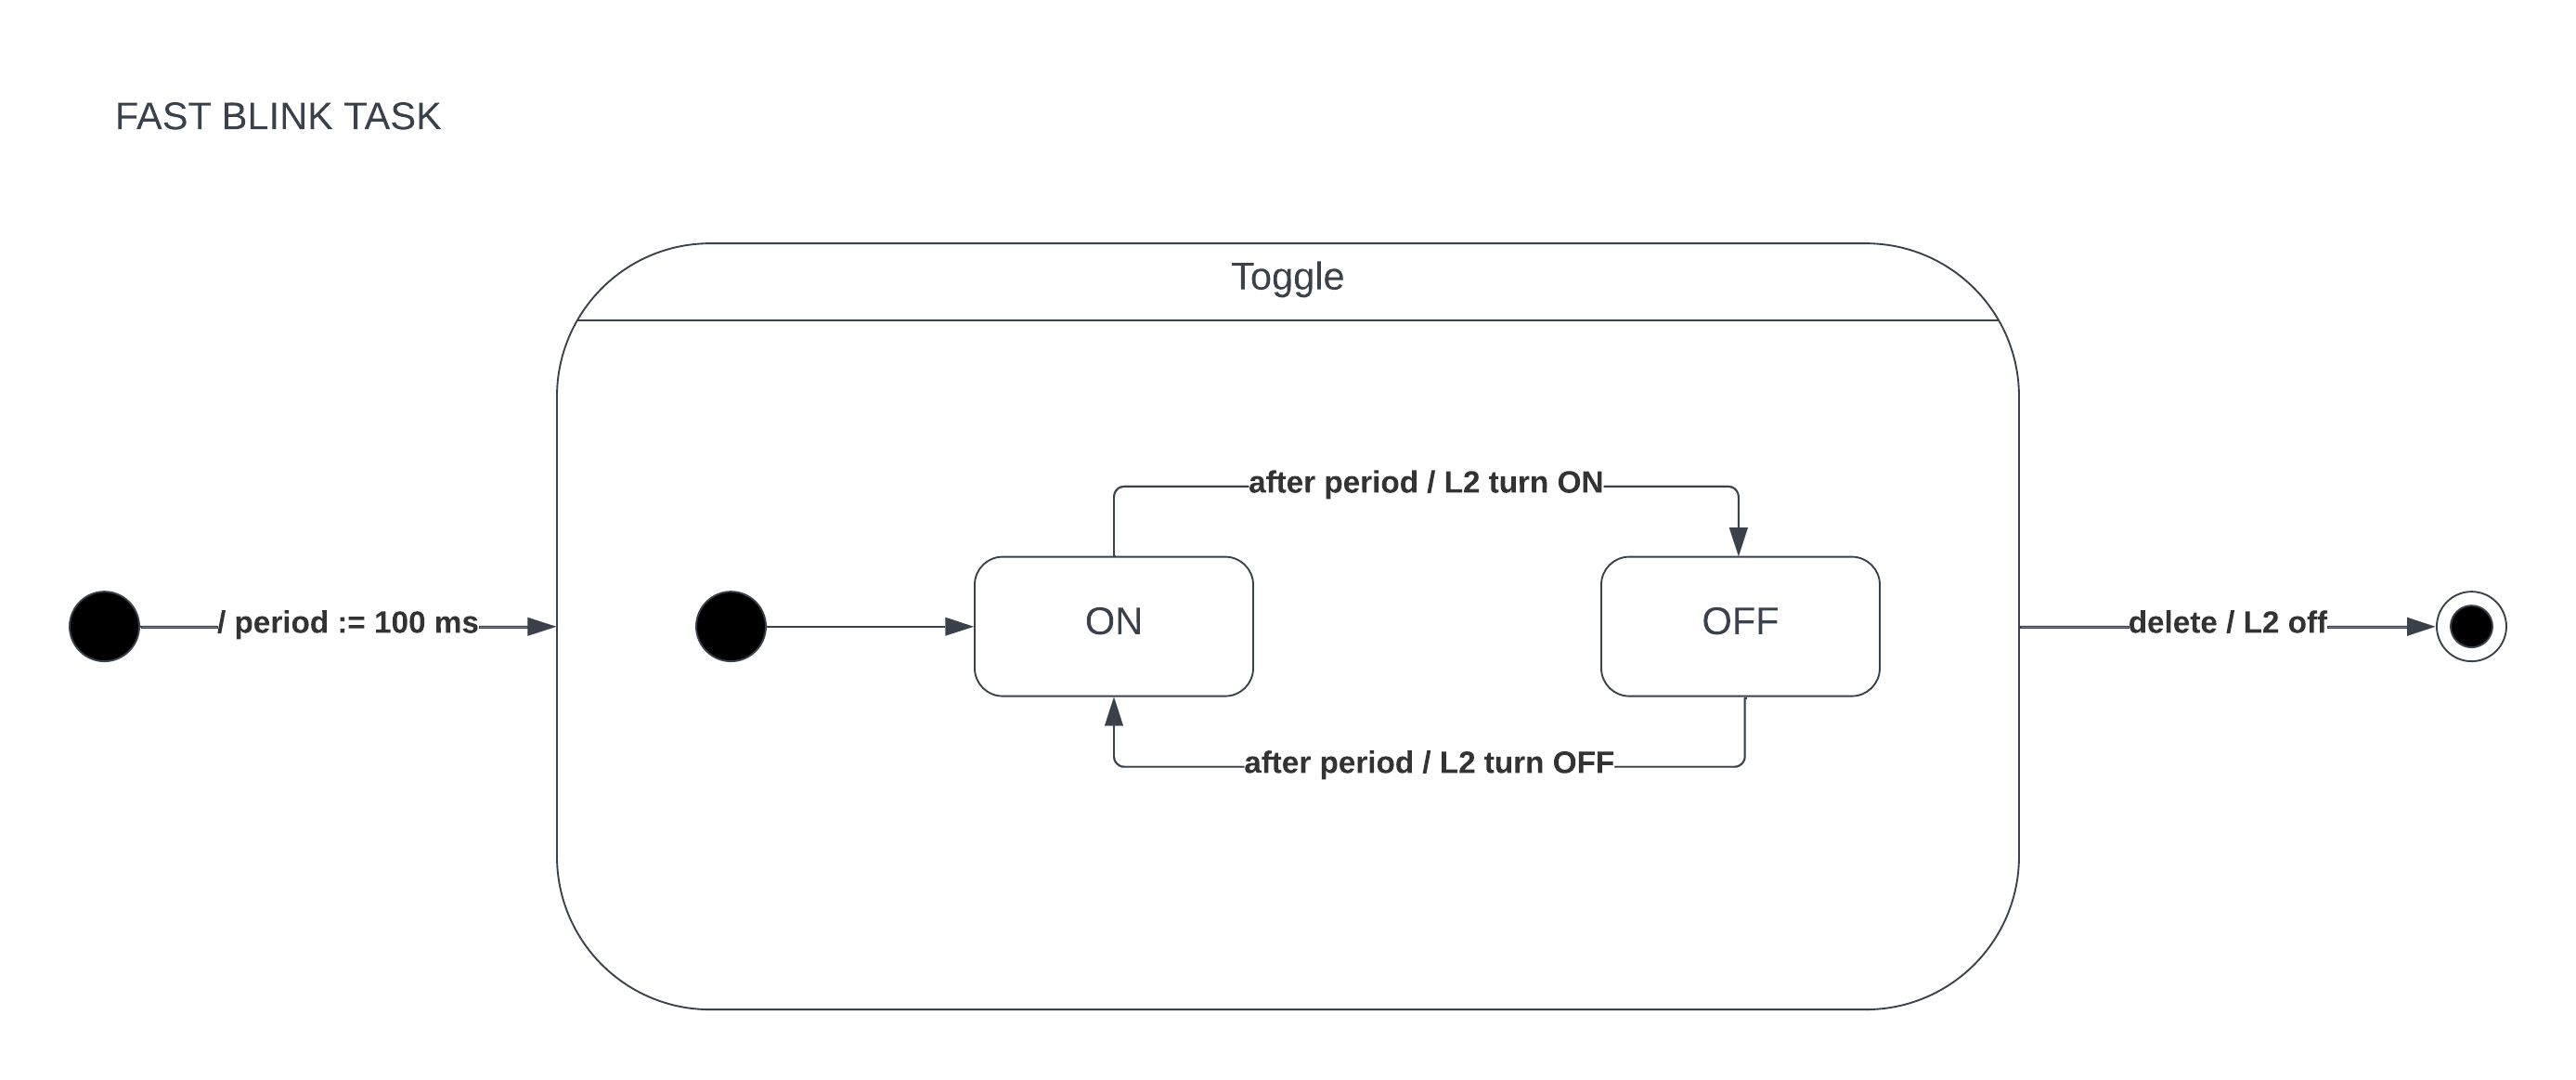 FAST BLINK TASK
Toggle
after period / L2 turn ON
/ period := 100 ms
ON
OFF
delete / L2 off
after period / L2 turn OFF